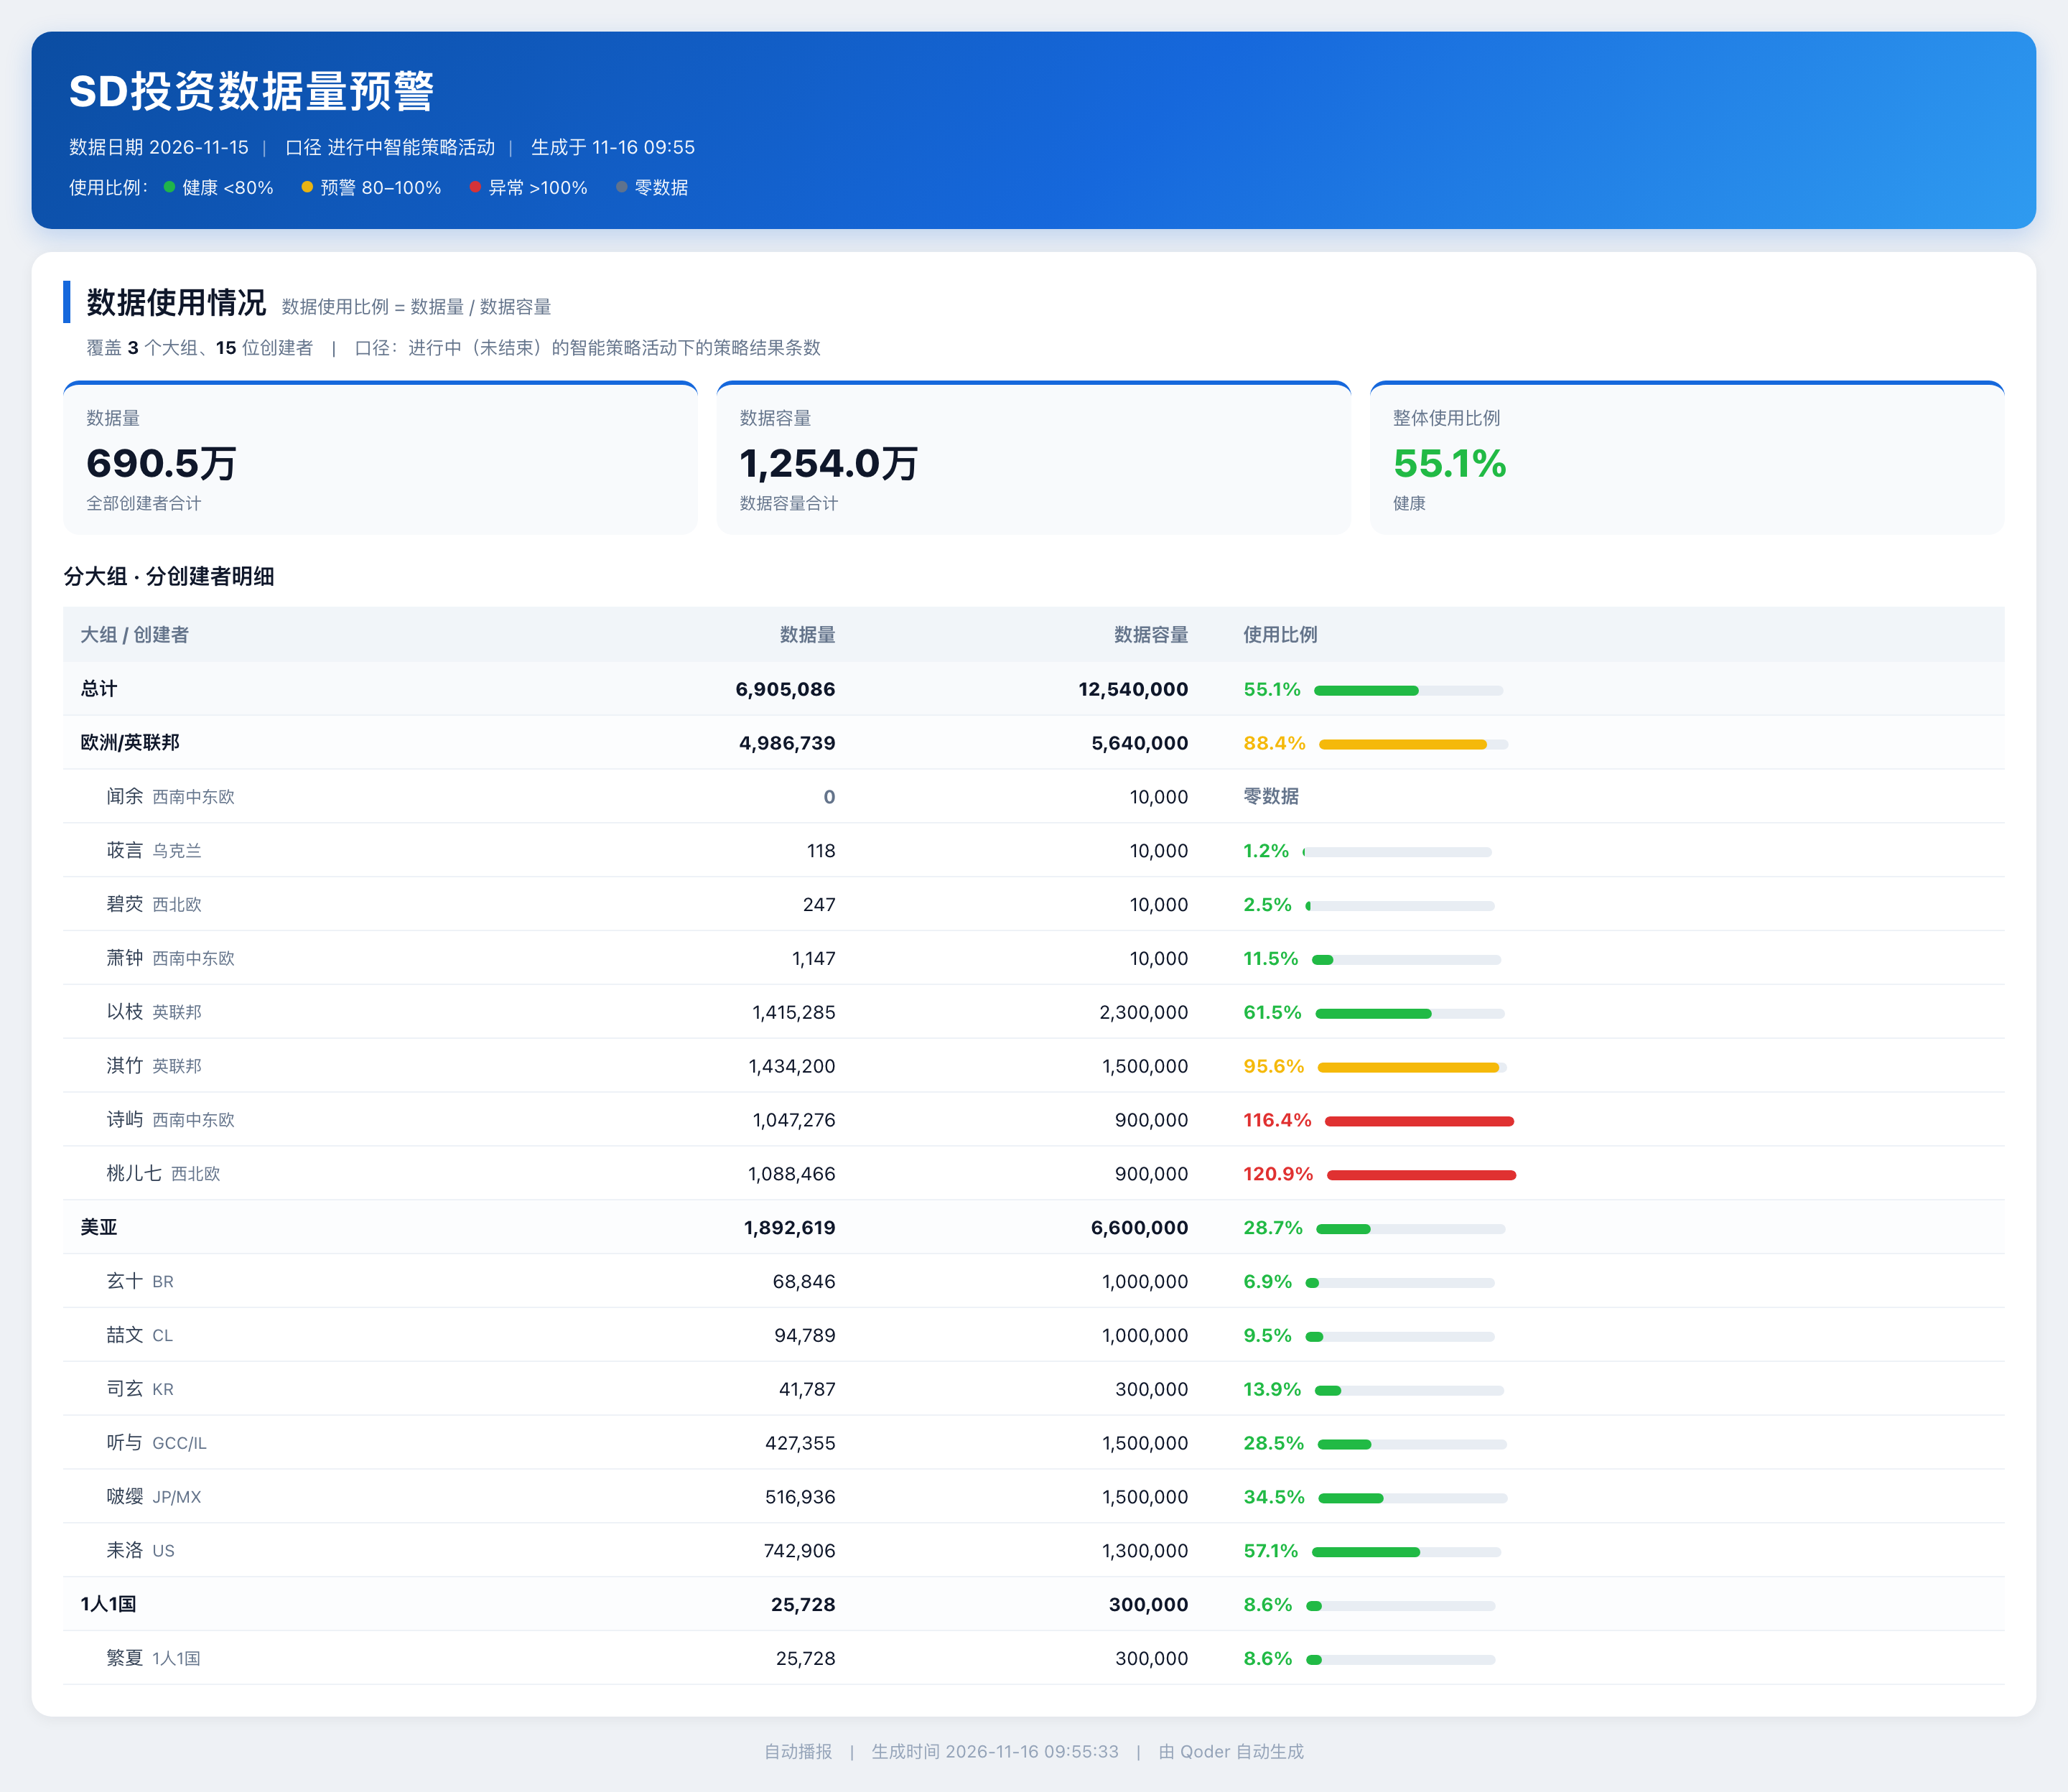 SD投资数据量预警
数据日期 2026-11-15 | 口径 进行中智能策略活动 | 生成于 11-16 09:55
使用比例： 健康 <80% 预警 80–100% 异常 >100% 零数据
数据使用情况 数据使用比例 = 数据量 / 数据容量
覆盖 3 个大组、15 位创建者 | 口径：进行中（未结束）的智能策略活动下的策略结果条数
数据量 数据容量 整体使用比例
690.5万 1,254.0万 55.1%
全部创建者合计 数据容量合计 健康
分大组 · 分创建者明细
大组 / 创建者 数据量 数据容量 使用比例
总计 6,905,086 12,540,000 55.1%
欧洲/英联邦 4,986,739 5,640,000 88.4%
闻余 西南中东欧 0 10,000 零数据
荍言 乌克兰 118 10,000 1.2%
碧荧 西北欧 247 10,000 2.5%
萧钟 西南中东欧 1,147 10,000 11.5%
以枝 英联邦 1,415,285 2,300,000 61.5%
淇竹 英联邦 1,434,200 1,500,000 95.6%
诗屿 西南中东欧 1,047,276 900,000 116.4%
桃儿七 西北欧 1,088,466 900,000 120.9%
美亚 1,892,619 6,600,000 28.7%
玄十 BR 68,846 1,000,000 6.9%
喆文 CL 94,789 1,000,000 9.5%
司玄 KR 41,787 300,000 13.9%
听与 GCC/IL 427,355 1,500,000 28.5%
啵缨 JP/MX 516,936 1,500,000 34.5%
耒洛 US 742,906 1,300,000 57.1%
1人1国 25,728 300,000 8.6%
繁夏 1人1国 25,728 300,000 8.6%
自动播报 | 生成时间 2026-11-16 09:55:33 | 由 Qoder 自动生成